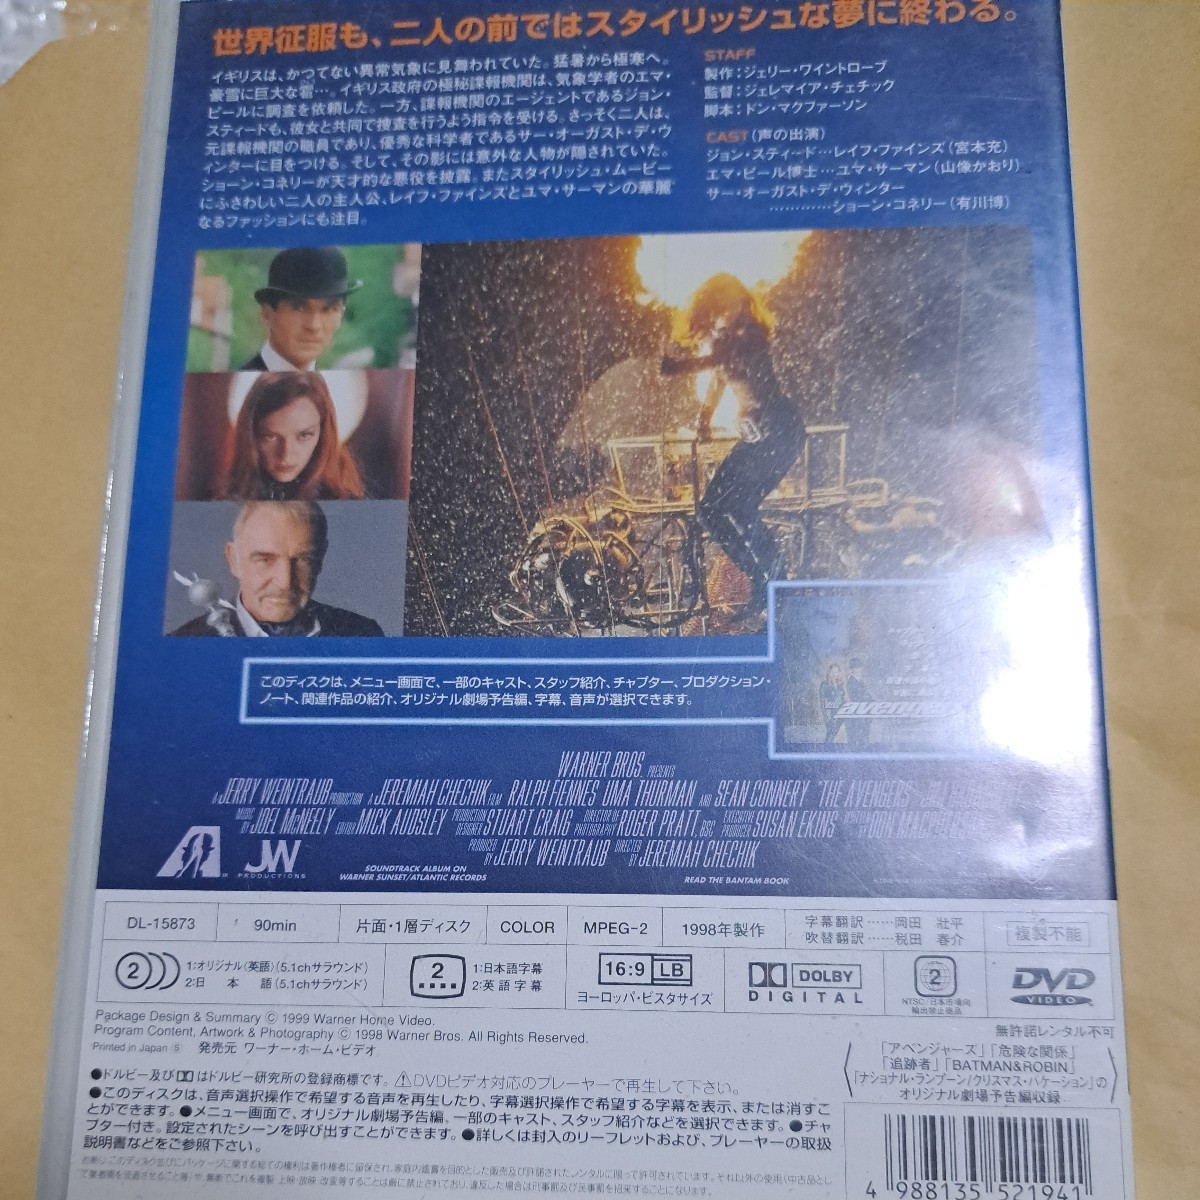 世界征服も、二人の前ではスタイリッシュな夢に終わる。
イギリスは、かつてない異常気象に見舞われていた。猛暑から極寒へ。
豪雪に巨大な雹…。イギリス政府の極秘諜報機関は、気象学者のエマ・
ピールに調査を依頼した。一方、諜報機関のエージェントであるジョン・
スティードも、彼女と共同で捜査を行うよう指令を受ける。さっそく二人は、
元諜報機関の職員であり、優秀な科学者であるサー・オーガスト・デ・ウ
ィンターに目をつける。そして、その影には意外な人物が隠されていた。
ショーン・コネリーが天才的な悪役を披露。またスタイリッシュ・ムービー
にふさわしい二人の主人公、レイフ・ファインズとユマ・サーマンの華麗
なるファッションにも注目。
STAFF
製作：ジェリー・ワイントローブ
監督：ジェレマイア・チェチック
脚本：ドン・マクファーソン
CAST（声の出演）
ジョン・スティード…レイフ・ファインズ（宮本充）
エマ・ピール博士…ユマ・サーマン（山像かおり）
サー・オーガスト・デ・ウィンター
…………ショーン・コネリー（有川博）
このディスクは、メニュー画面で、一部のキャスト、スタッフ紹介、チャプター、プロダクション・
ノート、関連作品の紹介、オリジナル劇場予告編、字幕、音声が選択できます。
WARNER BROS. PRESENTS
A JERRY WEINTRAUB PRODUCTION A JEREMIAH CHECHIK FILM RALPH FIENNES UMA THURMAN AND SEAN CONNERY "THE AVENGERS"
MUSIC BY JOEL McNEELY EDITOR MICK AUDSLEY PRODUCTION DESIGNER STUART CRAIG DIRECTOR OF PHOTOGRAPHY ROGER PRATT, BSC. EXECUTIVE PRODUCER SUSAN EKINS
PRODUCED BY JERRY WEINTRAUB DIRECTED BY JEREMIAH CHECHIK
JW
PRODUCTIONS
SOUNDTRACK ALBUM ON
WARNER SUNSET/ATLANTIC RECORDS
READ THE BANTAM BOOK
DL-15873 90min 片面・1層ディスク COLOR MPEG-2 1998年製作
字幕翻訳……岡田 壯平
吹替翻訳……税田 春介
複製不能
2 1:オリジナル（英語）（5.1chサラウンド）
2:日 本 語（5.1chサラウンド）
2 1:日本語字幕
2:英語字幕
16:9 LB
ヨーロッパ・ビスタサイズ
DOLBY
DIGITAL
2
NTSC/日本市場向
輸出禁止商品
DVD
VIDEO
Package Design & Summary © 1999 Warner Home Video.
Program Content, Artwork & Photography © 1998 Warner Bros. All Rights Reserved.
Printed in Japan Ⓢ 発売元 ワーナー・ホーム・ビデオ
無許諾レンタル不可
「アベンジャーズ」「危険な関係」
「追跡者」「BATMAN&ROBIN」
「ナショナル・ランプーン/クリスマス・バケーション」の
オリジナル劇場予告編収録
●ドルビー及びDDはドルビー研究所の登録商標です。⚠DVDビデオ対応のプレーヤーで再生して下さい。
●このディスクは、音声選択操作で希望する音声を再生したり、字幕選択操作で希望する字幕を表示、または消すこ
とができます。●メニュー画面で、オリジナル劇場予告編、一部のキャスト、スタッフ紹介などを選択できます。●チャ
プター付き。設定されたシーンを呼び出すことができます。●詳しくは封入のリーフレットおよび、プレーヤーの取扱
説明書などをご参照下さい。
4 988135 521941